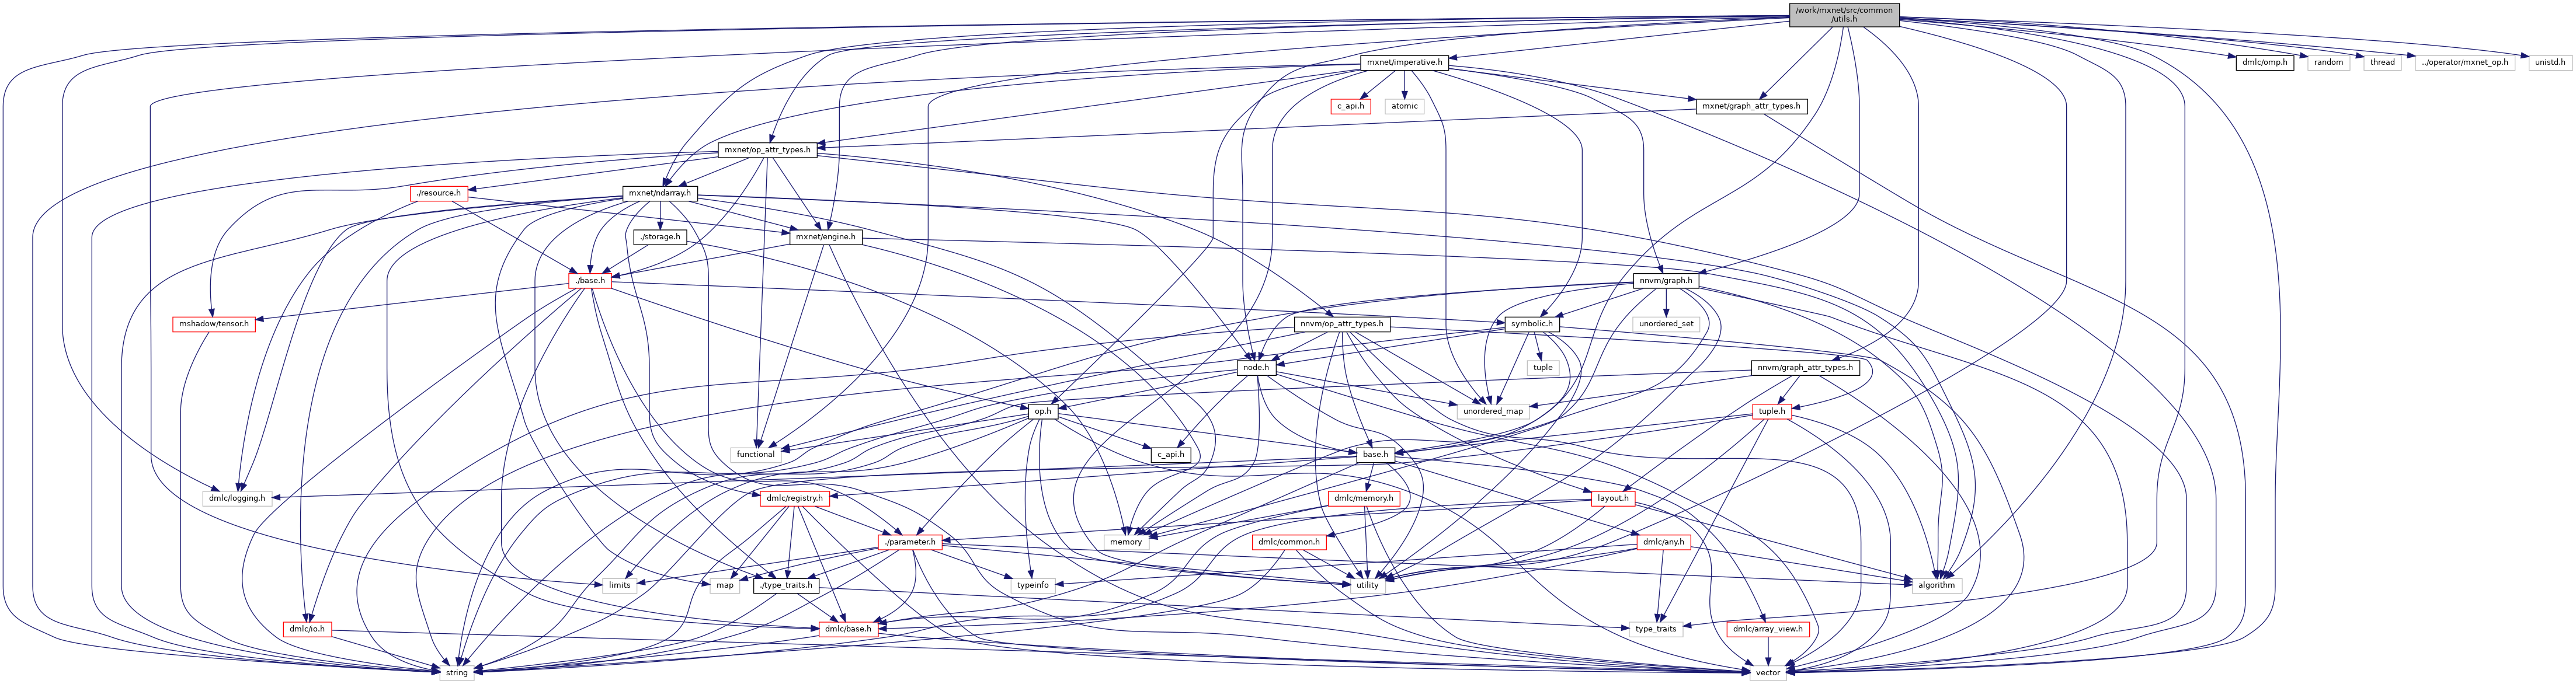 /work/mxnet/src/common
/utils.h
mxnet/imperative.h
dmlc/omp.h
random
thread
../operator/mxnet_op.h
unistd.h
c_api.h
atomic
mxnet/graph_attr_types.h
mxnet/op_attr_types.h
./resource.h
mxnet/ndarray.h
./storage.h
mxnet/engine.h
./base.h
nnvm/graph.h
mshadow/tensor.h
nnvm/op_attr_types.h
symbolic.h
unordered_set
node.h
tuple
nnvm/graph_attr_types.h
op.h
unordered_map
tuple.h
functional
c_api.h
base.h
dmlc/logging.h
dmlc/registry.h
dmlc/memory.h
layout.h
./parameter.h
memory
dmlc/common.h
dmlc/any.h
limits
map
./type_traits.h
typeinfo
utility
algorithm
dmlc/io.h
dmlc/base.h
type_traits
dmlc/array_view.h
string
vector